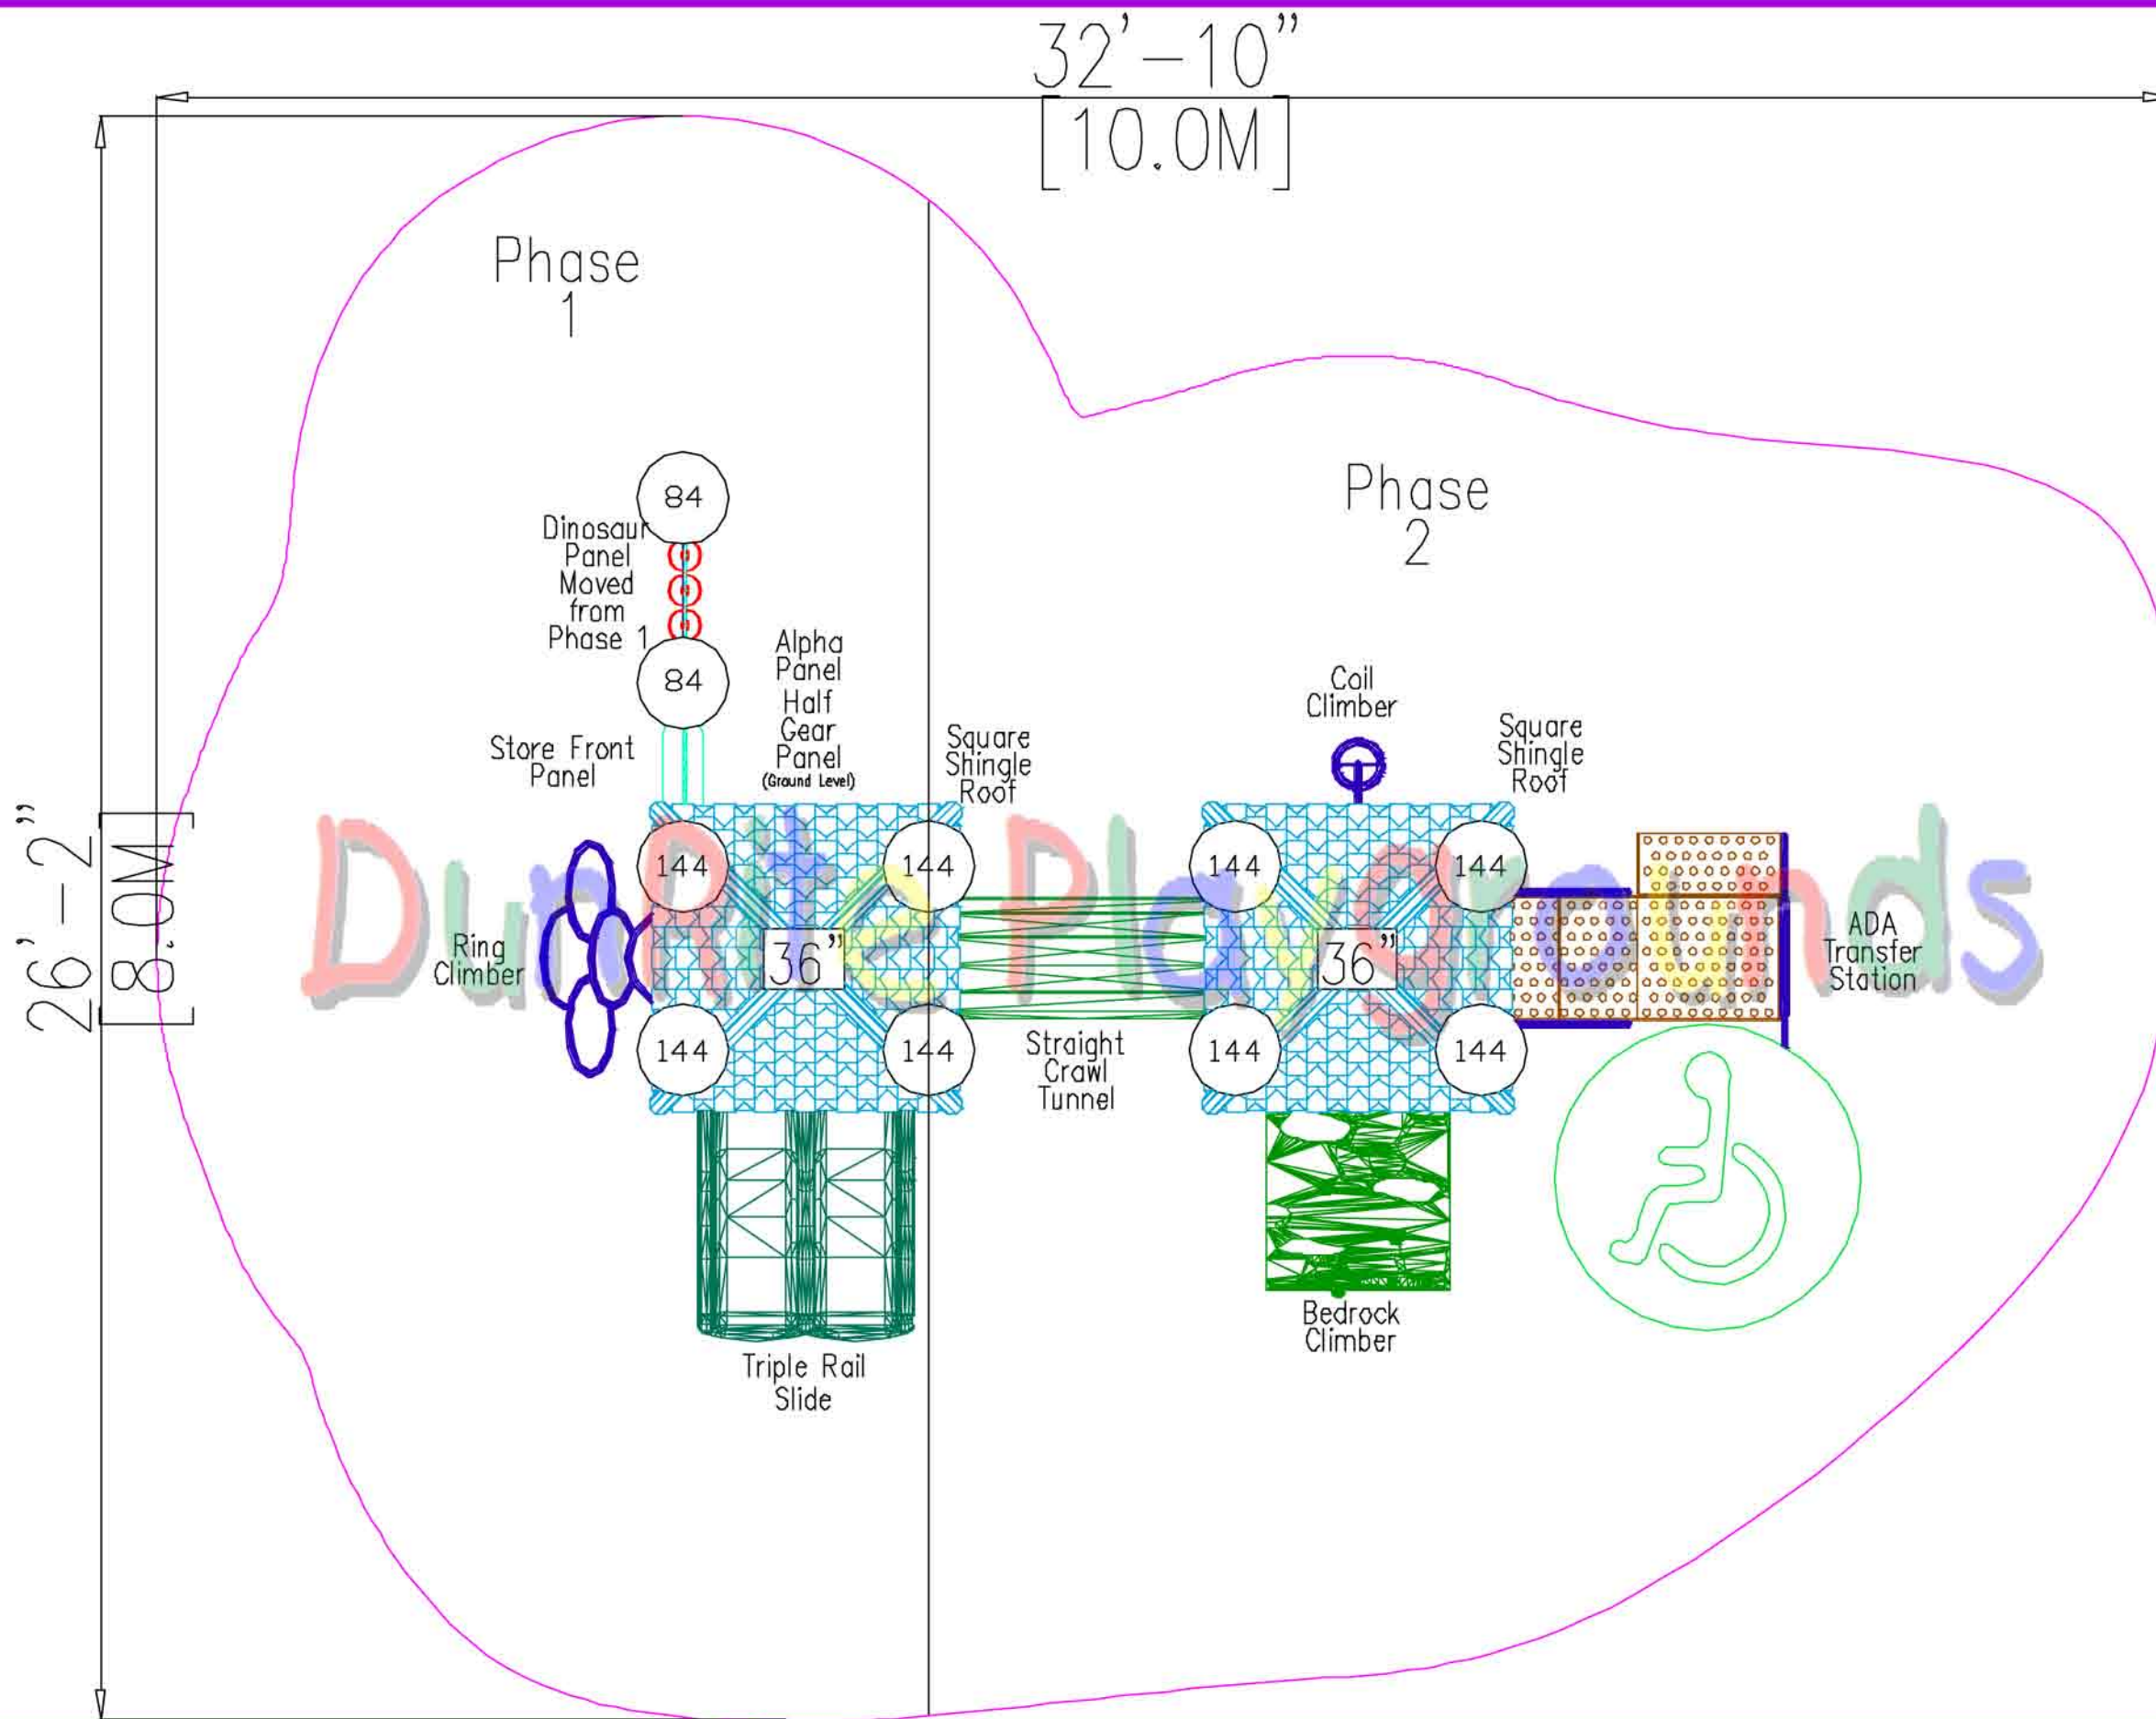 32'-10"
[10.0M]
Phase
1
Phase
2
84
Dinosaur
Panel
Moved
from
Phase 1
84
Alpha
Panel
Half
Gear
Panel
(Ground Level)
Store Front
Panel
Square
Shingle
Roof
Coil
Climber
Square
Shingle
Roof
26'-2"
[8.0M]
DunRite Playgrounds
144
144
144
144
Ring
Climber
36"
36"
ADA
Transfer
Station
144
144
144
144
Straight
Crawl
Tunnel
Bedrock
Climber
Triple Rail
Slide